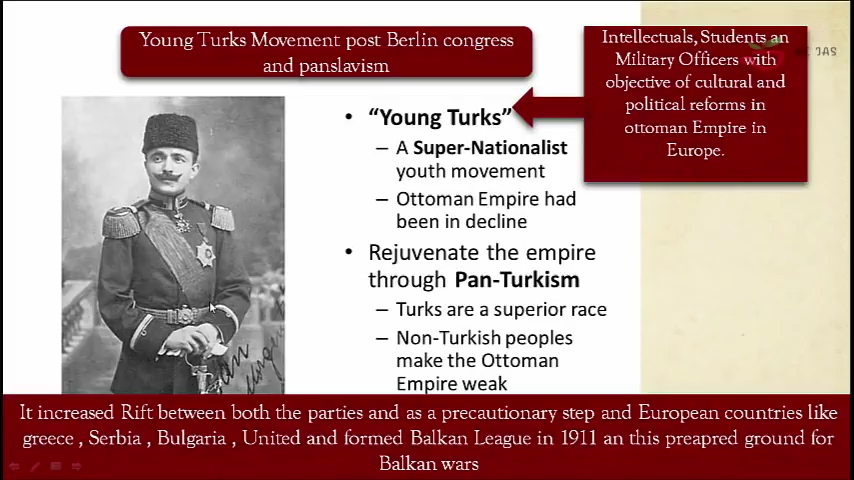 Young Turks Movement post Berlin congress
and panslavism
Intellectuals, Students an
Military Officers with
objective of cultural and
political reforms in
ottoman Empire in
Europe.
JAS
• “Young Turks”
– A Super-Nationalist
youth movement
– Ottoman Empire had
been in decline
• Rejuvenate the empire
through Pan-Turkism
– Turks are a superior race
– Non-Turkish peoples
make the Ottoman
Empire weak
It increased Rift between both the parties and as a precautionary step and European countries like
greece , Serbia , Bulgaria , United and formed Balkan League in 1911 an this preapred ground for
Balkan wars